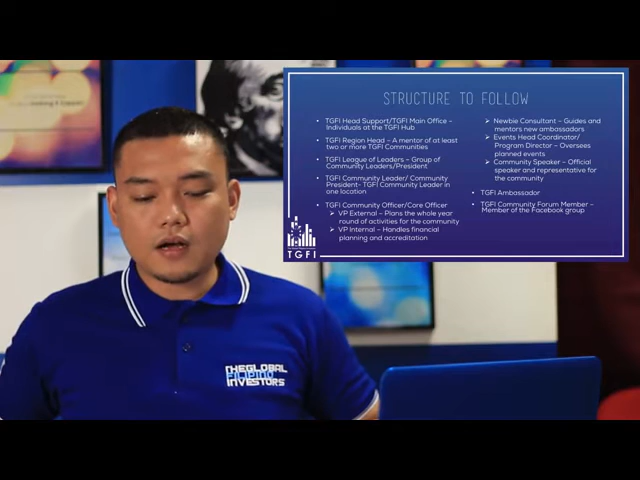 STRUCTURE TO FOLLOW
• TGFI Head Support/TGFI Main Office –
Individuals at the TGFI Hub
• TGFI Region Head – A mentor of at least
two or more TGFI Communities
• TGFI League of Leaders – Group of
Community Leaders/President
• TGFI Community Leader/ Community
President- TGFI Community Leader in
one location
• TGFI Community Officer/Core Officer
➢ VP External – Plans the whole year
round of activities for the community
➢ VP Internal – Handles financial
planning and accreditation
➢ Newbie Consultant – Guides and
mentors new ambassadors
➢ Events Head Coordinator/
Program Director – Oversees
planned events
➢ Community Speaker – Official
speaker and representative for
the community
• TGFI Ambassador
• TGFI Community Forum Member –
Member of the Facebook group
TGFI
THEGLOBAL
FILIPINO
INVESTORS